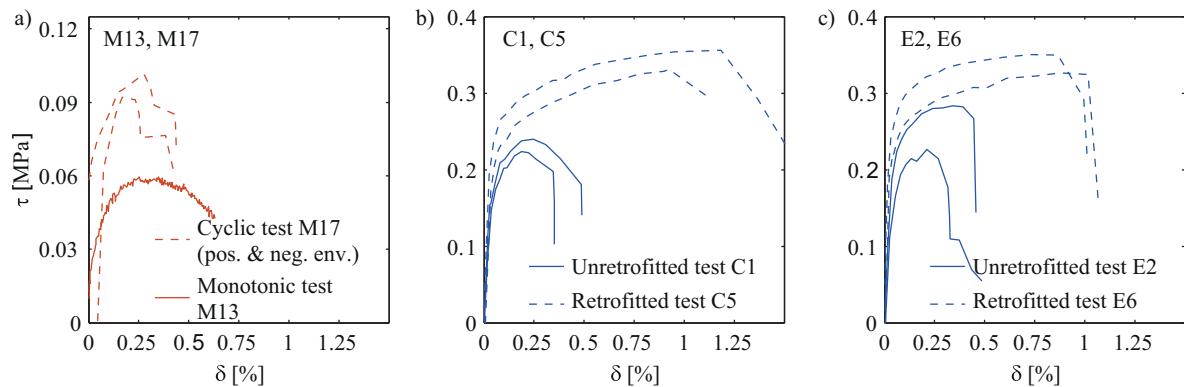 a)
M13, M17
τ [MPa]
0.12
0.09
0.06
0.03
0
Cyclic test M17
(pos. & neg. env.)
Monotonic test
M13
0 0.25 0.5 0.75 1 1.25
δ [%]
b)
C1, C5
0.4
0.3
0.2
0.1
0
Unretrofitted test C1
Retrofitted test C5
0 0.25 0.5 0.75 1 1.25
δ [%]
c)
E2, E6
0.4
0.3
0.2
0.1
0
Unretrofitted test E2
Retrofitted test E6
0 0.25 0.5 0.75 1 1.25
δ [%]